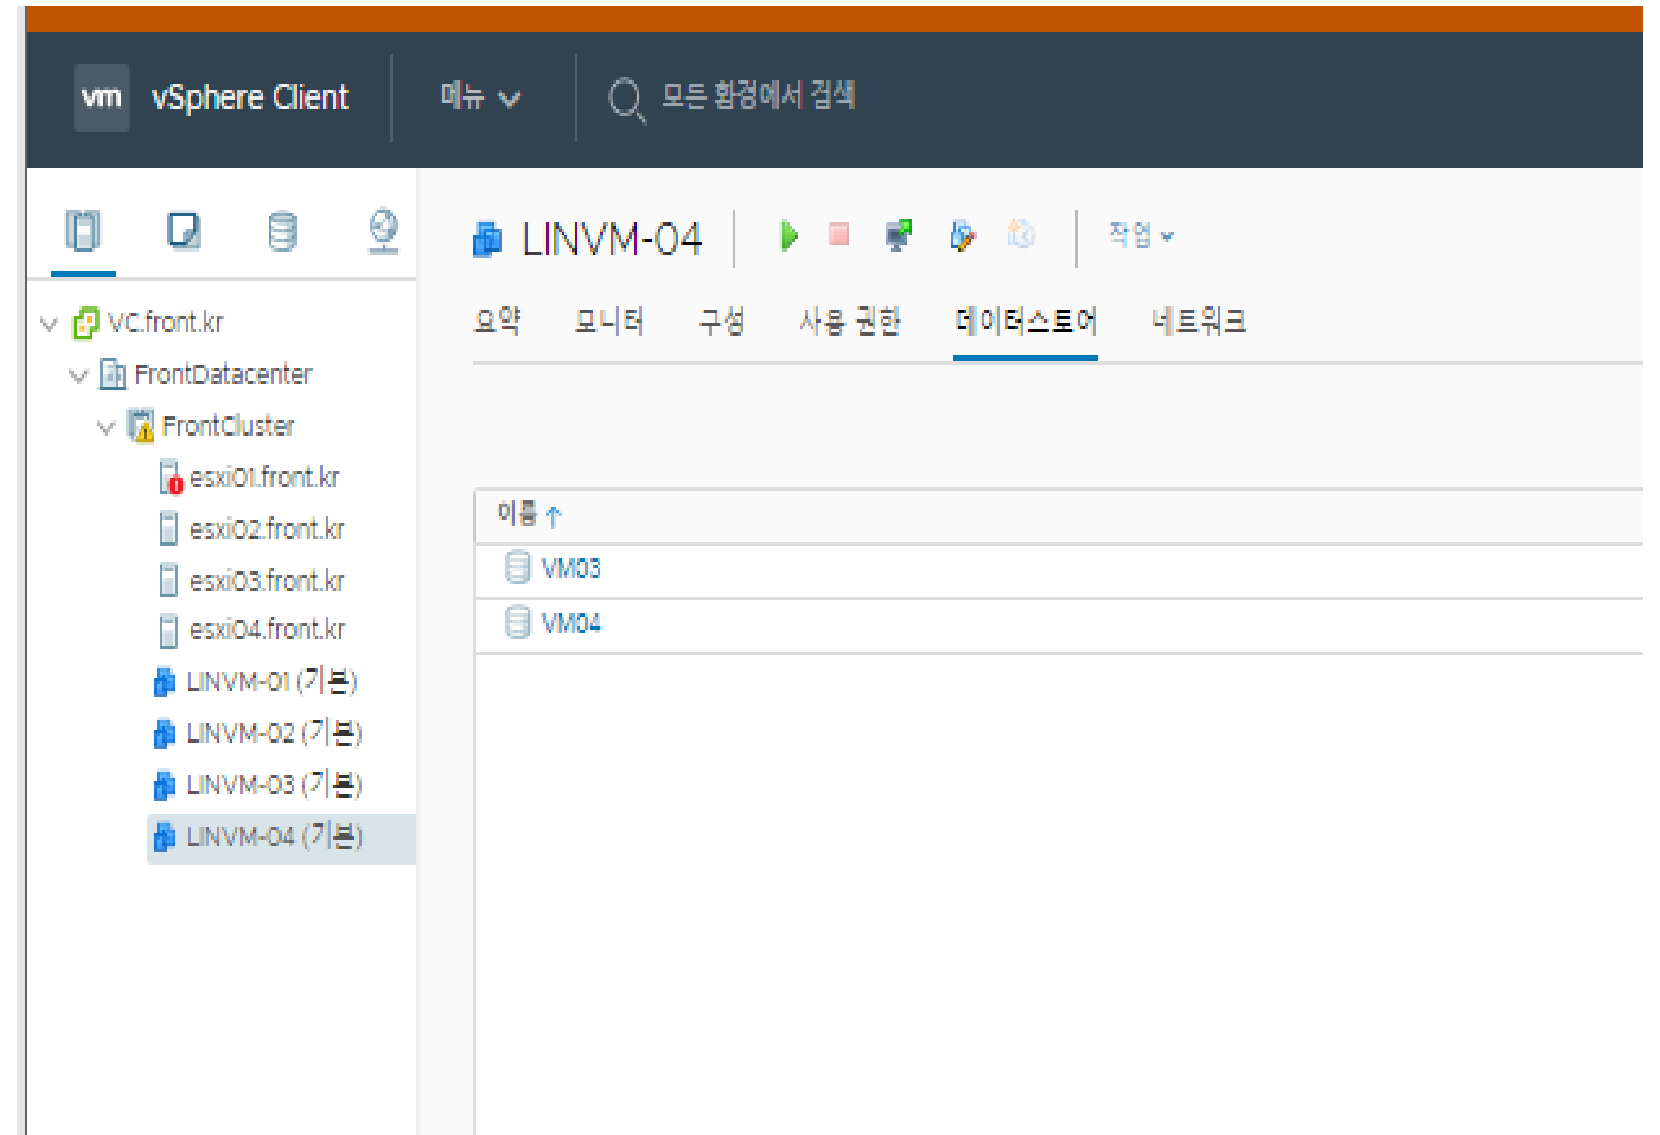 vm vSphere Client 메뉴 모든 환경에서 검색
LINVM-04 작업
요약 모니터 구성 사용 권한 데이터스토어 네트워크
VC.front.kr
FrontDatacenter
FrontCluster
esxi01.front.kr
esxi02.front.kr
esxi03.front.kr
esxi04.front.kr
LINVM-01 (기본)
LINVM-02 (기본)
LINVM-03 (기본)
LINVM-04 (기본)
이름
VM03
VM04